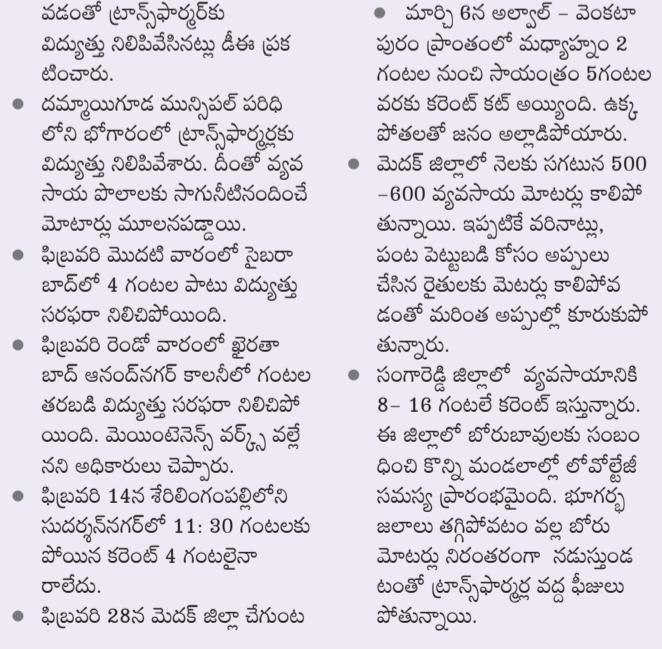 వడంతో ట్రాన్స్‌ఫార్మర్‌కు
విద్యుత్తు నిలిపివేసినట్లు డీఈ ప్రక
టించారు.
● దమ్మాయిగూడ మున్సిపల్ పరిధి
లోని భోగారంలో ట్రాన్స్‌ఫార్మర్లకు
విద్యుత్తు నిలిపివేశారు. దీంతో వ్యవ
సాయ పొలాలకు సాగునీటినందించే
మోటార్లు మూలనపడ్డాయి.
● ఫిబ్రవరి మొదటి వారంలో సైబరా
బాద్‌లో 4 గంటల పాటు విద్యుత్తు
సరఫరా నిలిచిపోయింది.
● ఫిబ్రవరి రెండో వారంలో ఖైరతా
బాద్ ఆనంద్‌నగర్ కాలనీలో గంటల
తరబడి విద్యుత్తు సరఫరా నిలిచిపో
యింది. మెయింటెనెన్స్ వర్క్స్ వల్లే
నని అధికారులు చెప్పారు.
● ఫిబ్రవరి 14న శేరిలింగంపల్లిలోని
సుదర్శన్‌నగర్‌లో 11: 30 గంటలకు
పోయిన కరెంట్ 4 గంటలైనా
రాలేదు.
● ఫిబ్రవరి 28న మెదక్ జిల్లా చేగుంట
● మార్చి 6న అల్వాల్ – వెంకటా
పురం ప్రాంతంలో మధ్యాహ్నం 2
గంటల నుంచి సాయంత్రం 5గంటల
వరకు కరెంట్ కట్ అయ్యింది. ఉక్క
పోతలతో జనం అల్లాడిపోయారు.
● మెదక్ జిల్లాలో నెలకు సగటున 500
–600 వ్యవసాయ మోటర్లు కాలిపో
తున్నాయి. ఇప్పటికే వరినాట్లు,
పంట పెట్టుబడి కోసం అప్పులు
చేసిన రైతులకు మెటర్లు కాలిపోవ
డంతో మరింత అప్పుల్లో కూరుకుపో
తున్నారు.
● సంగారెడ్డి జిల్లాలో వ్యవసాయానికి
8– 16 గంటలే కరెంట్ ఇస్తున్నారు.
ఈ జిల్లాలో బోరుబావులకు సంబం
ధించి కొన్ని మండలాల్లో లోవోల్టేజీ
సమస్య ప్రారంభమైంది. భూగర్భ
జలాలు తగ్గిపోవటం వల్ల బోరు
మోటర్లు నిరంతరంగా నడుస్తుండ
టంతో ట్రాన్స్‌ఫార్మర్ల వద్ద ఫీజులు
పోతున్నాయి.